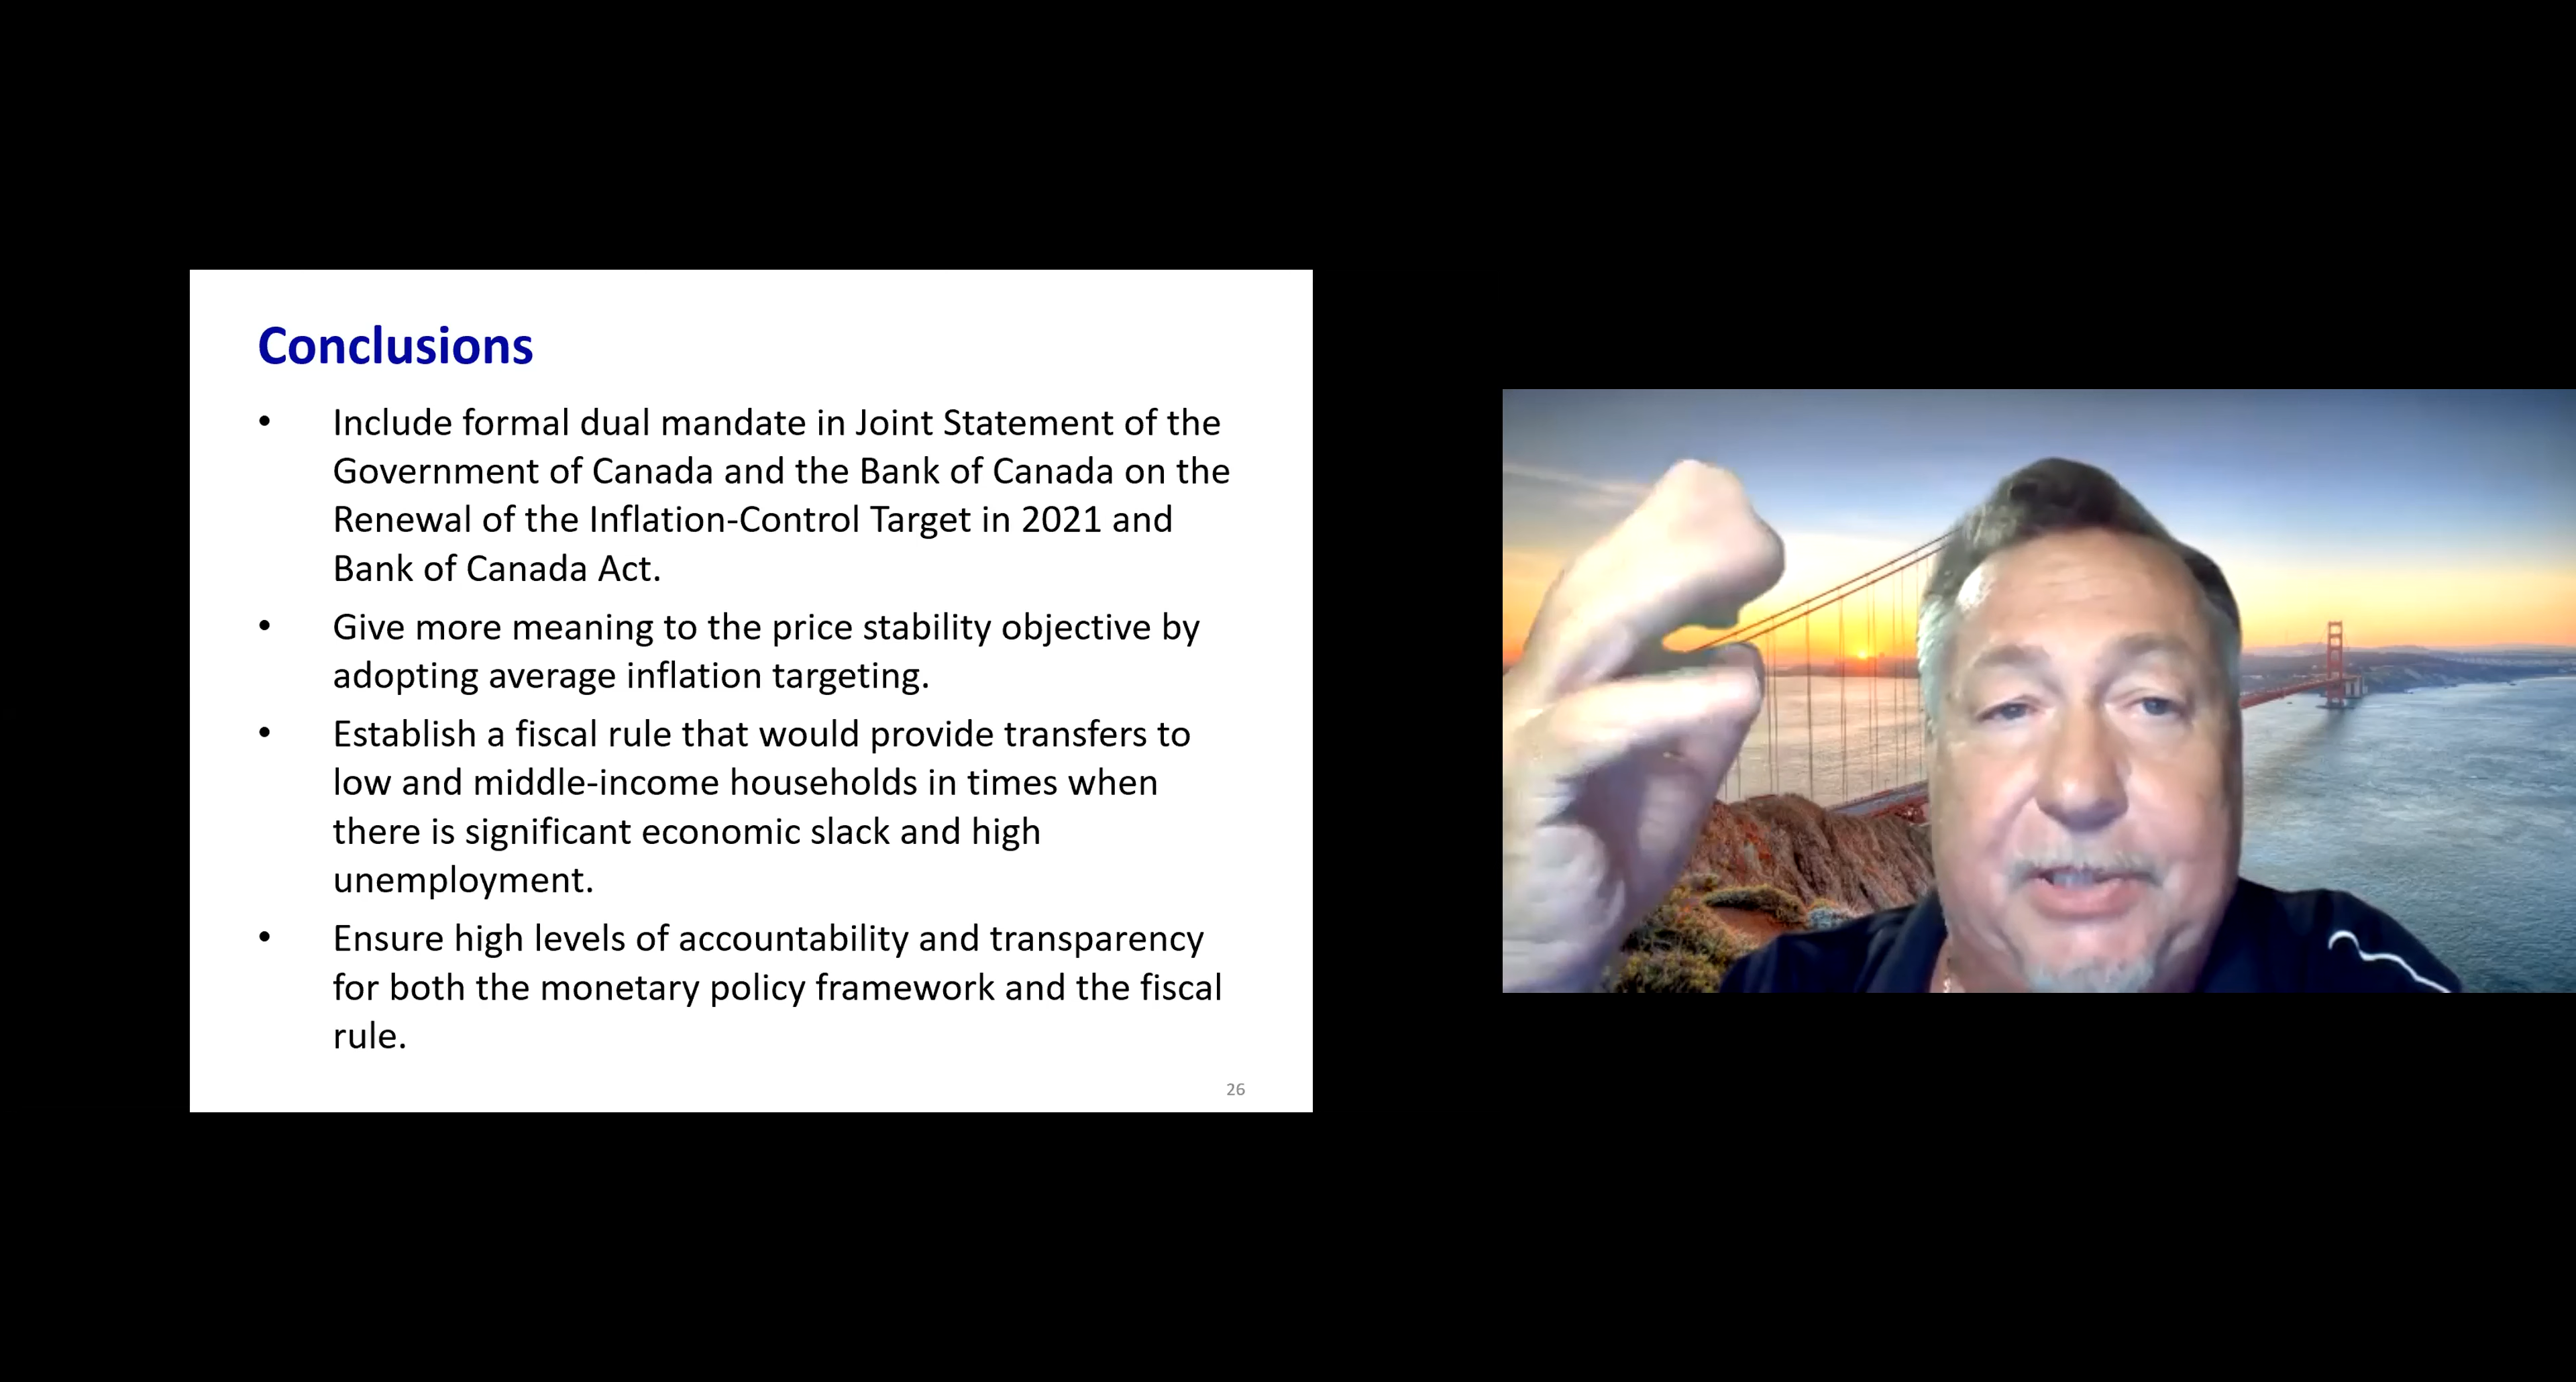 Conclusions
• Include formal dual mandate in Joint Statement of the
Government of Canada and the Bank of Canada on the
Renewal of the Inflation-Control Target in 2021 and
Bank of Canada Act.
• Give more meaning to the price stability objective by
adopting average inflation targeting.
• Establish a fiscal rule that would provide transfers to
low and middle-income households in times when
there is significant economic slack and high
unemployment.
• Ensure high levels of accountability and transparency
for both the monetary policy framework and the fiscal
rule.
26